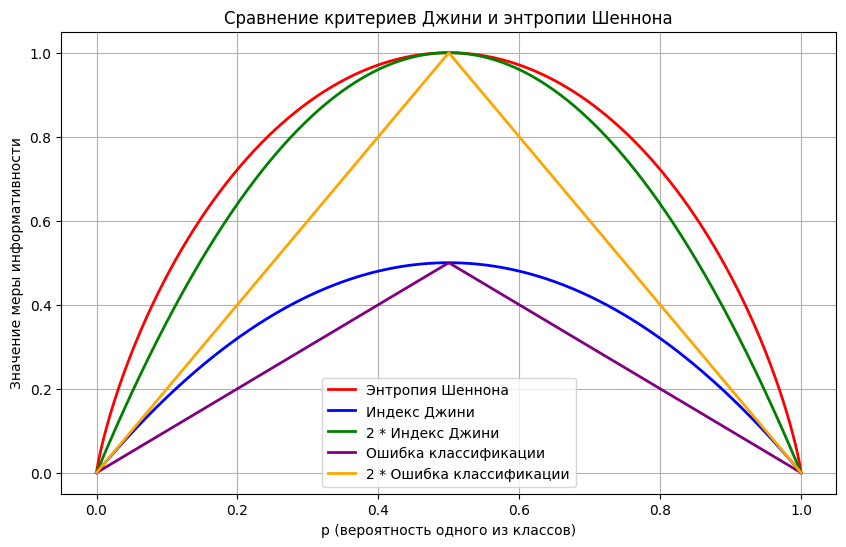 Сравнение критериев Джини и энтропии Шеннона
Значение меры информативности
1.0
0.8
0.6
0.4
0.2
0.0
Энтропия Шеннона
Индекс Джини
2 * Индекс Джини
Ошибка классификации
2 * Ошибка классификации
0.0 0.2 0.4 0.6 0.8 1.0
p (вероятность одного из классов)